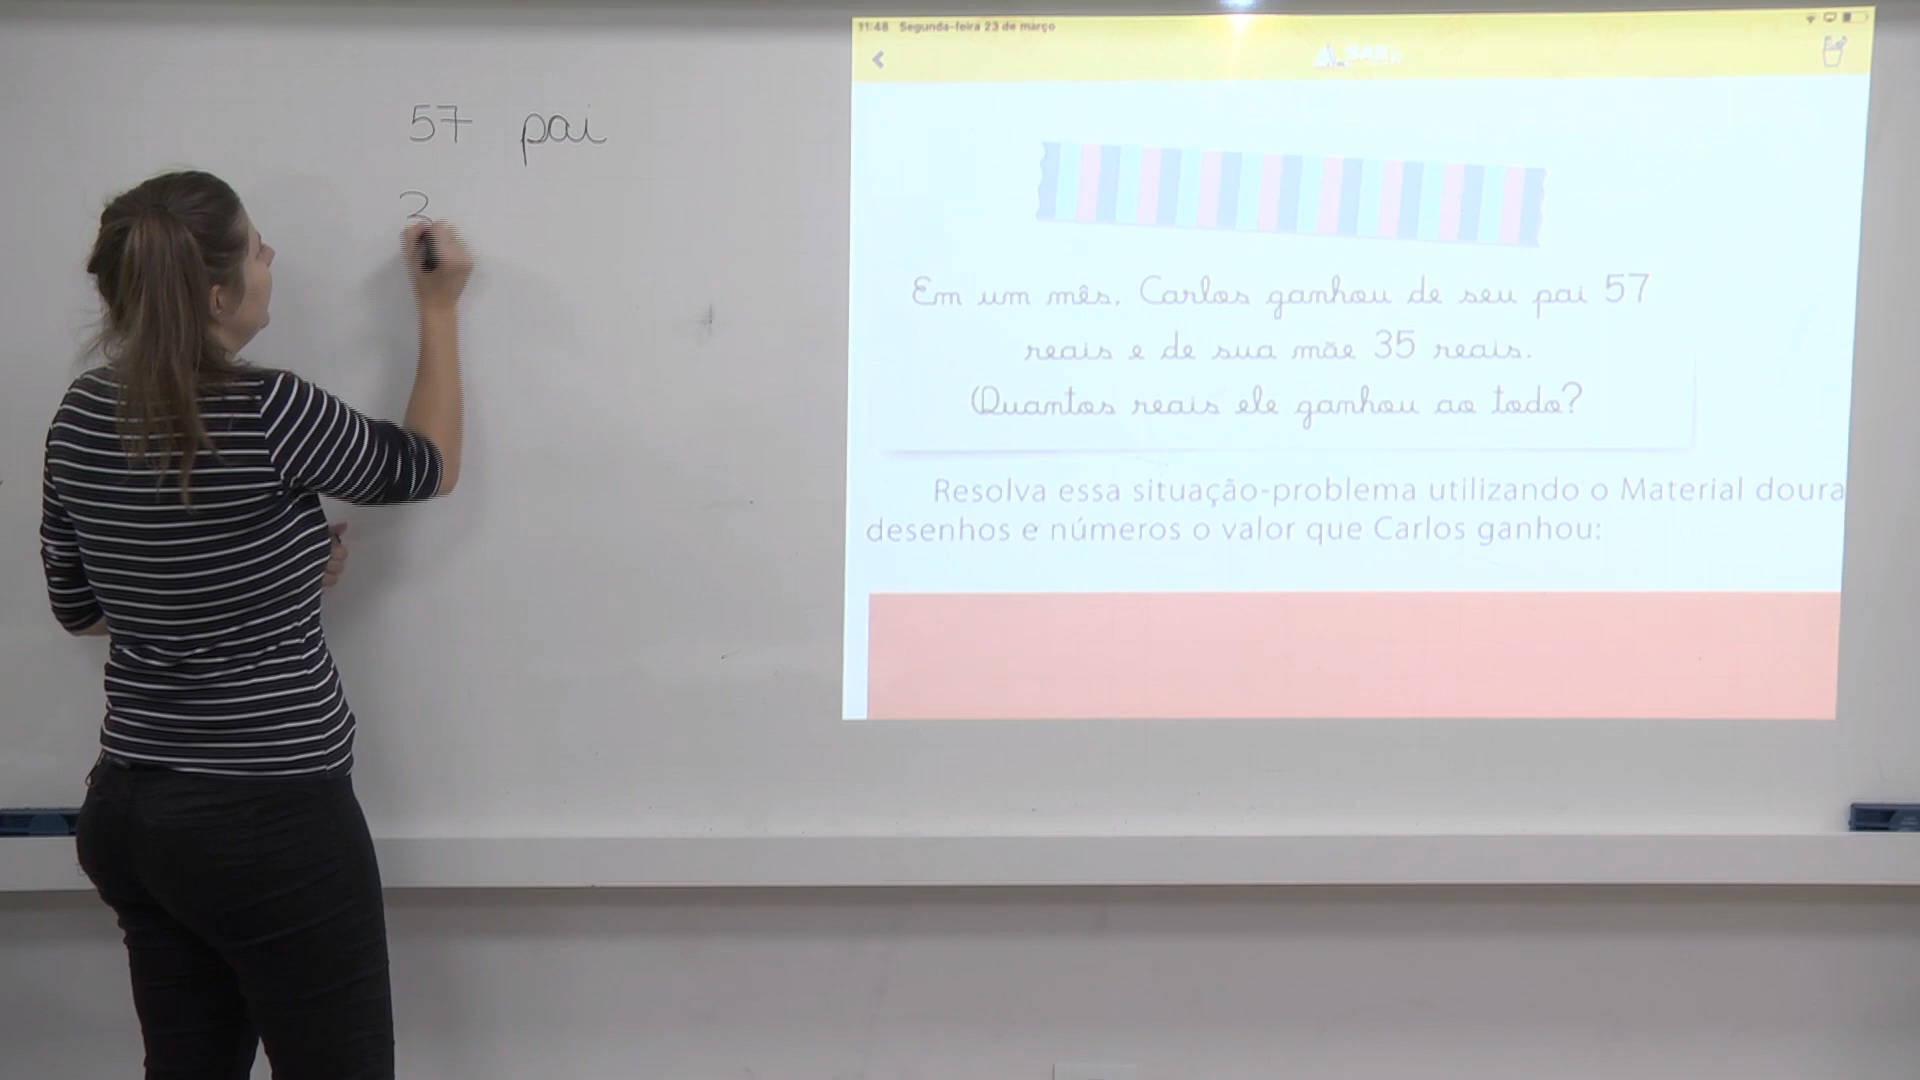 57 pai
3
11:48 Segunda-feira 23 de março
Em um mês, Carlos ganhou de seu pai 57
reais e de sua mãe 35 reais.
Quantos reais ele ganhou ao todo?
Resolva essa situação-problema utilizando o Material doura
desenhos e números o valor que Carlos ganhou: